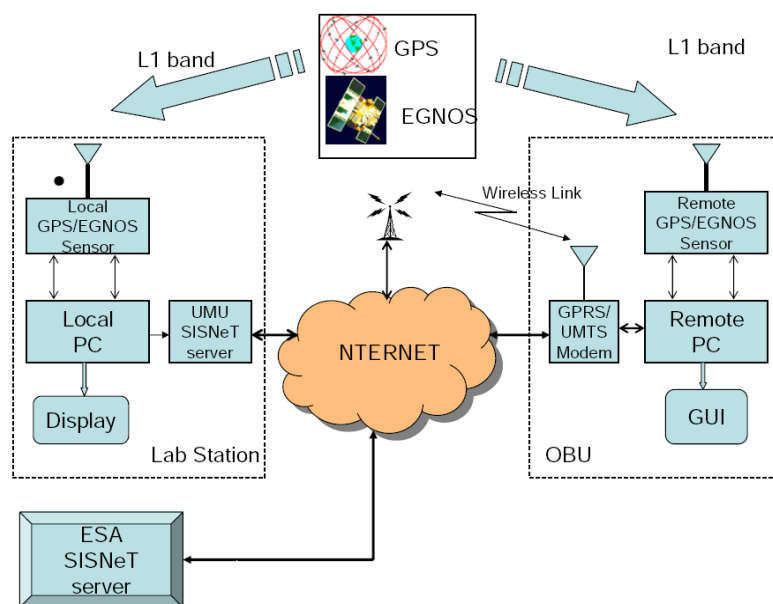 L1 band
GPS
EGNOS
L1 band
Local
GPS/EGNOS
Sensor
Wireless Link
Remote
GPS/EGNOS
Sensor
Local
PC
UMU
SISNeT
server
NTERNET
GPRS/
UMTS
Modem
Remote
PC
Display
GUI
Lab Station
OBU
ESA
SISNeT
server